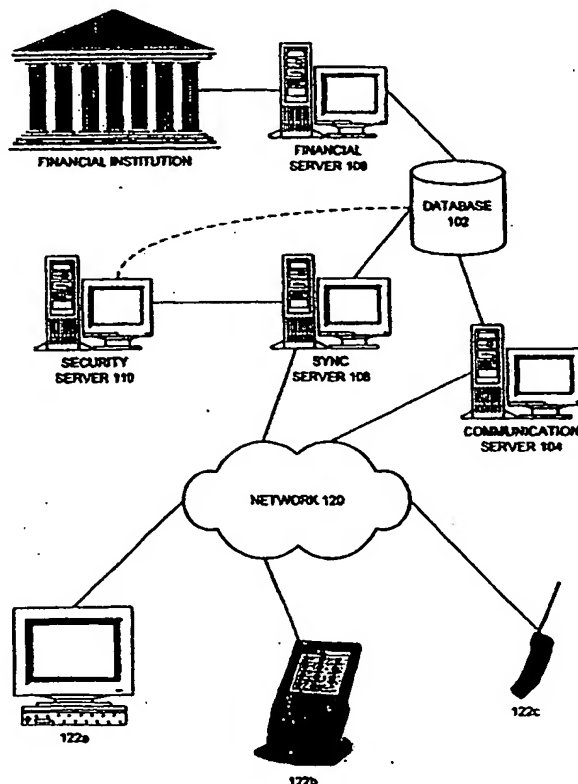 FINANCIAL INSTITUTION
FINANCIAL
SERVER 108
DATABASE
102
SECURITY
SERVER 110
SYNC
SERVER 106
COMMUNICATION
SERVER 104
NETWORK 120
122a
122b
122c